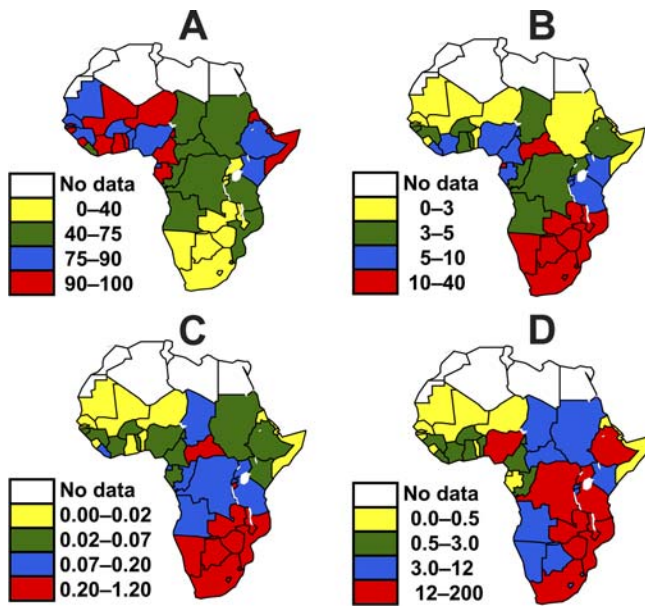 A
No data
0–40
40–75
75–90
90–100
B
No data
0–3
3–5
5–10
10–40
C
No data
0.00–0.02
0.02–0.07
0.07–0.20
0.20–1.20
D
No data
0.0–0.5
0.5–3.0
3.0–12
12–200